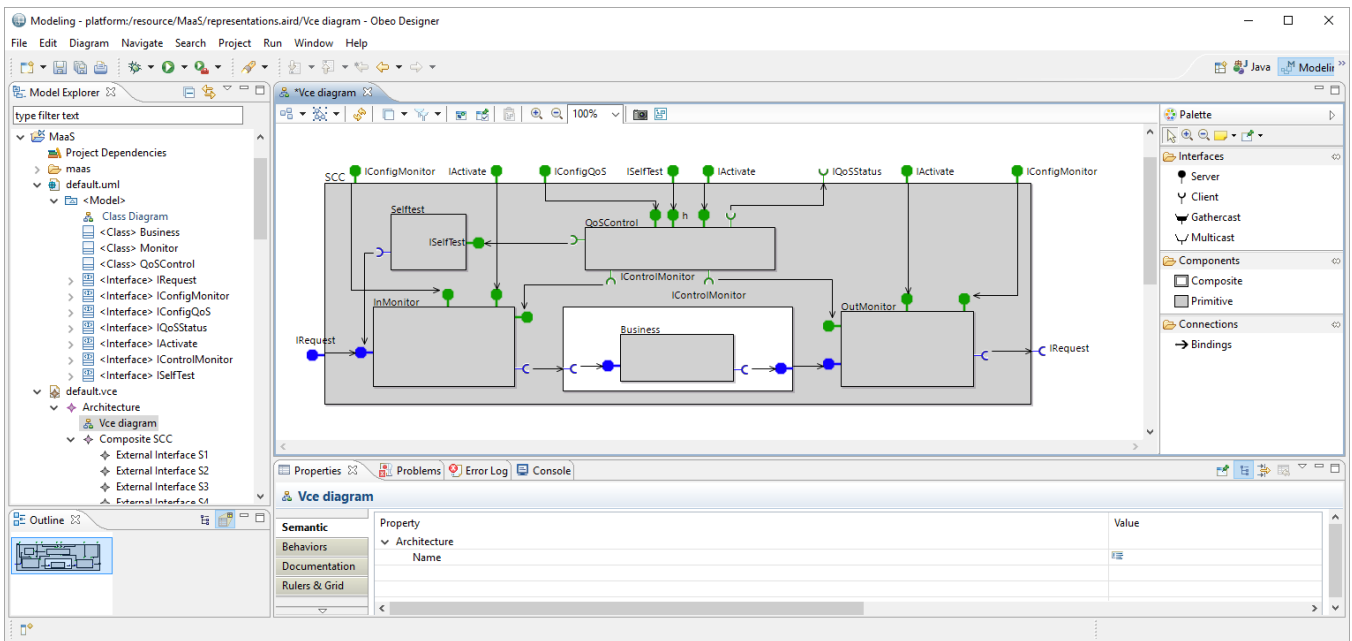 Modeling - platform:/resource/MaaS/representations.aird/Vce diagram - Obeo Designer
File Edit Diagram Navigate Search Project Run Window Help
Java Modelin
Model Explorer
type filter text
MaaS
Project Dependencies
maas
default.uml
<Model>
Class Diagram
<Class> Business
<Class> Monitor
<Class> QoSControl
<Interface> IRequest
<Interface> IConfigMonitor
<Interface> IConfigQoS
<Interface> IQoSStatus
<Interface> IActivate
<Interface> IControlMonitor
<Interface> ISelfTest
default.vce
Architecture
Vce diagram
Composite SCC
External Interface S1
External Interface S2
External Interface S3
External Interface S4
Outline
*Vce diagram
100%
SCC IConfigMonitor IActivate IConfigQoS ISelfTest IActivate IQoSStatus IActivate IConfigMonitor
Selftest
ISelfTest
QoSControl
h
IControlMonitor
IControlMonitor
InMonitor
OutMonitor
Business
IRequest
IRequest
Palette
Interfaces
Server
Client
Gathercast
Multicast
Components
Composite
Primitive
Connections
Bindings
Properties Problems Error Log Console
Vce diagram
Semantic
Behaviors
Documentation
Rulers & Grid
Property Value
Architecture
Name